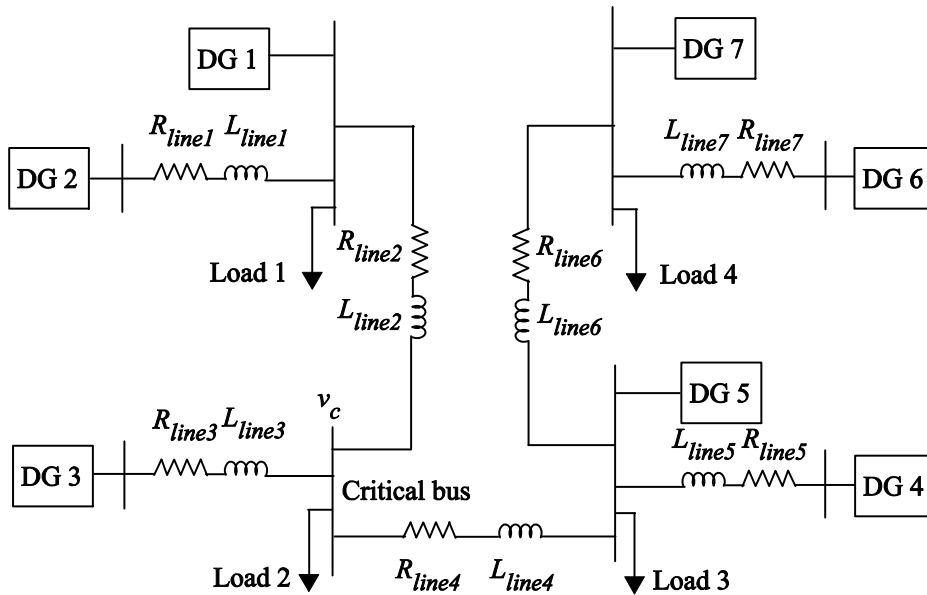 DG 1
DG 7
R_line1 L_line1
L_line7 R_line7
DG 2
DG 6
R_line2
R_line6
Load 1
Load 4
L_line2
L_line6
v_c
DG 5
R_line3 L_line3
L_line5 R_line5
DG 3
DG 4
Critical bus
Load 2
R_line4 L_line4
Load 3